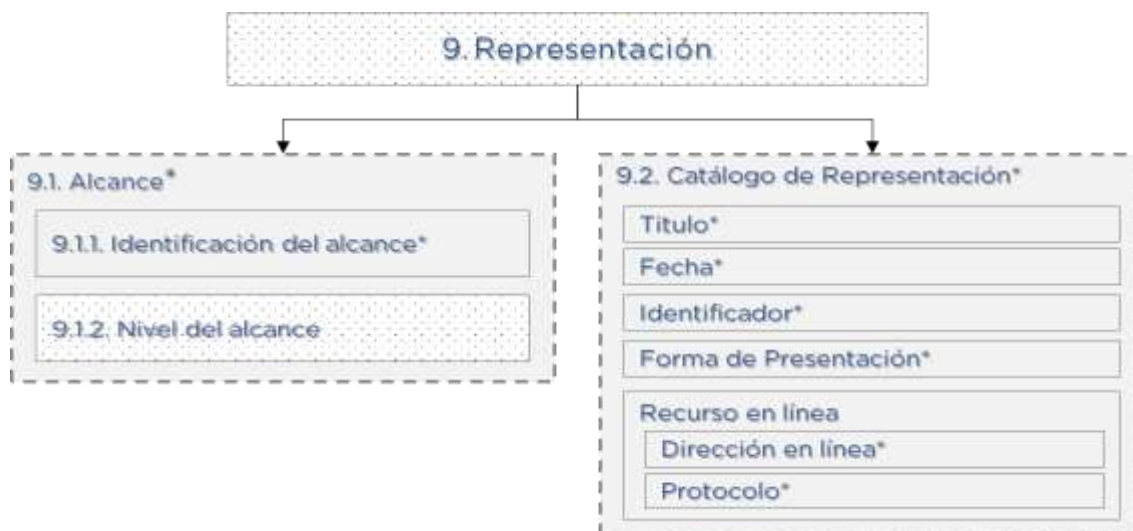 9. Representación
9.1. Alcance*
9.1.1. Identificación del alcance*
9.1.2. Nivel del alcance
9.2. Catálogo de Representación*
Titulo*
Fecha*
Identificador*
Forma de Presentación*
Recurso en línea
Dirección en línea*
Protocolo*